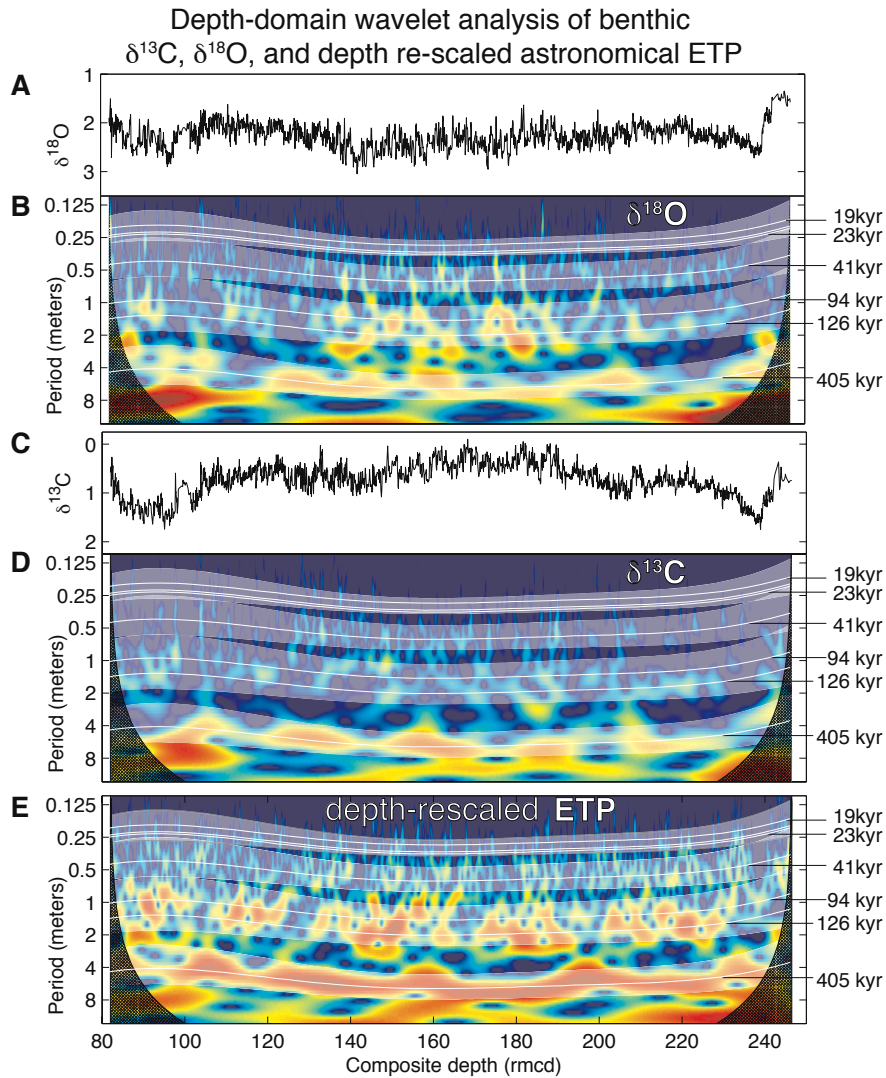 Depth-domain wavelet analysis of benthic
δ¹³C, δ¹⁸O, and depth re-scaled astronomical ETP
A
1
2
3
δ¹⁸O
B
δ¹⁸O
0.125
0.25
0.5
1
2
4
8
Period (meters)
19kyr
23kyr
41kyr
94 kyr
126 kyr
405 kyr
C
0
1
2
δ¹³C
D
δ¹³C
0.125
0.25
0.5
1
2
4
8
Period (meters)
19kyr
23kyr
41kyr
94 kyr
126 kyr
405 kyr
E
depth-rescaled ETP
0.125
0.25
0.5
1
2
4
8
Period (meters)
19kyr
23kyr
41kyr
94 kyr
126 kyr
405 kyr
80 100 120 140 160 180 200 220 240
Composite depth (rmcd)